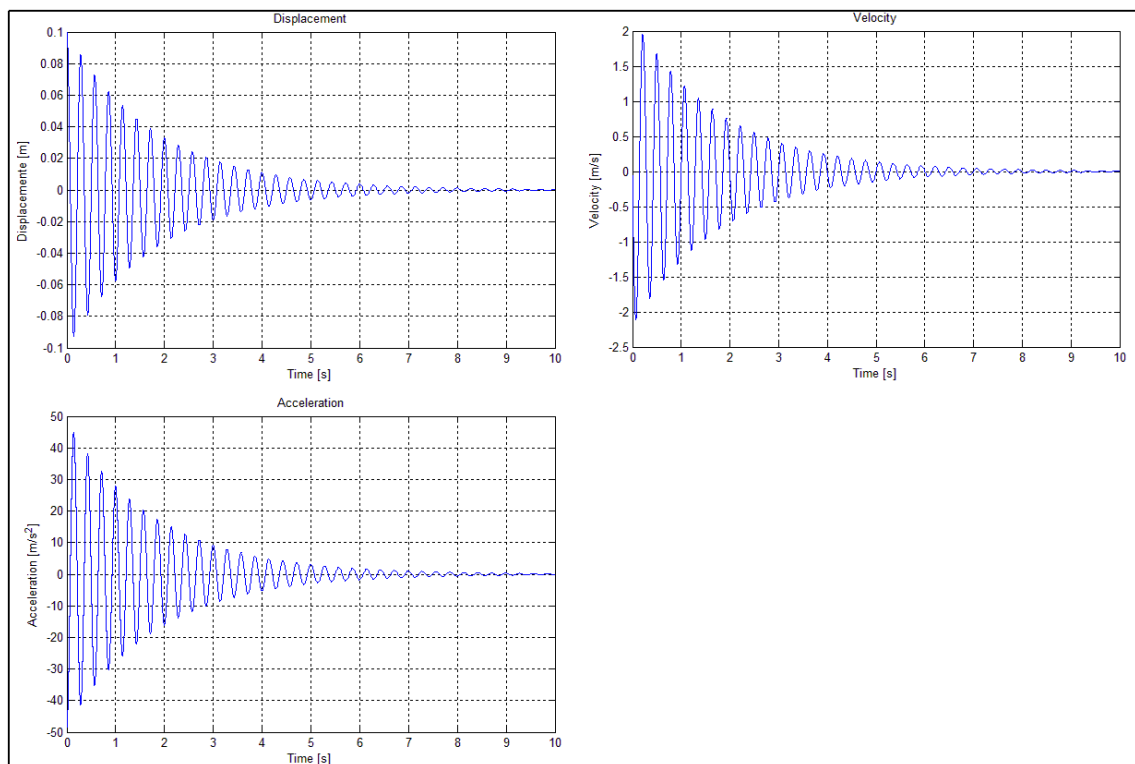 Displacement
0.1
0.08
0.06
0.04
0.02
0
-0.02
-0.04
-0.06
-0.08
-0.1
Displacemente [m]
0 1 2 3 4 5 6 7 8 9 10
Time [s]
Velocity
2
1.5
1
0.5
0
-0.5
-1
-1.5
-2
-2.5
Velocity [m/s]
0 1 2 3 4 5 6 7 8 9 10
Time [s]
Acceleration
50
40
30
20
10
0
-10
-20
-30
-40
-50
Acceleration [m/s²]
0 1 2 3 4 5 6 7 8 9 10
Time [s]